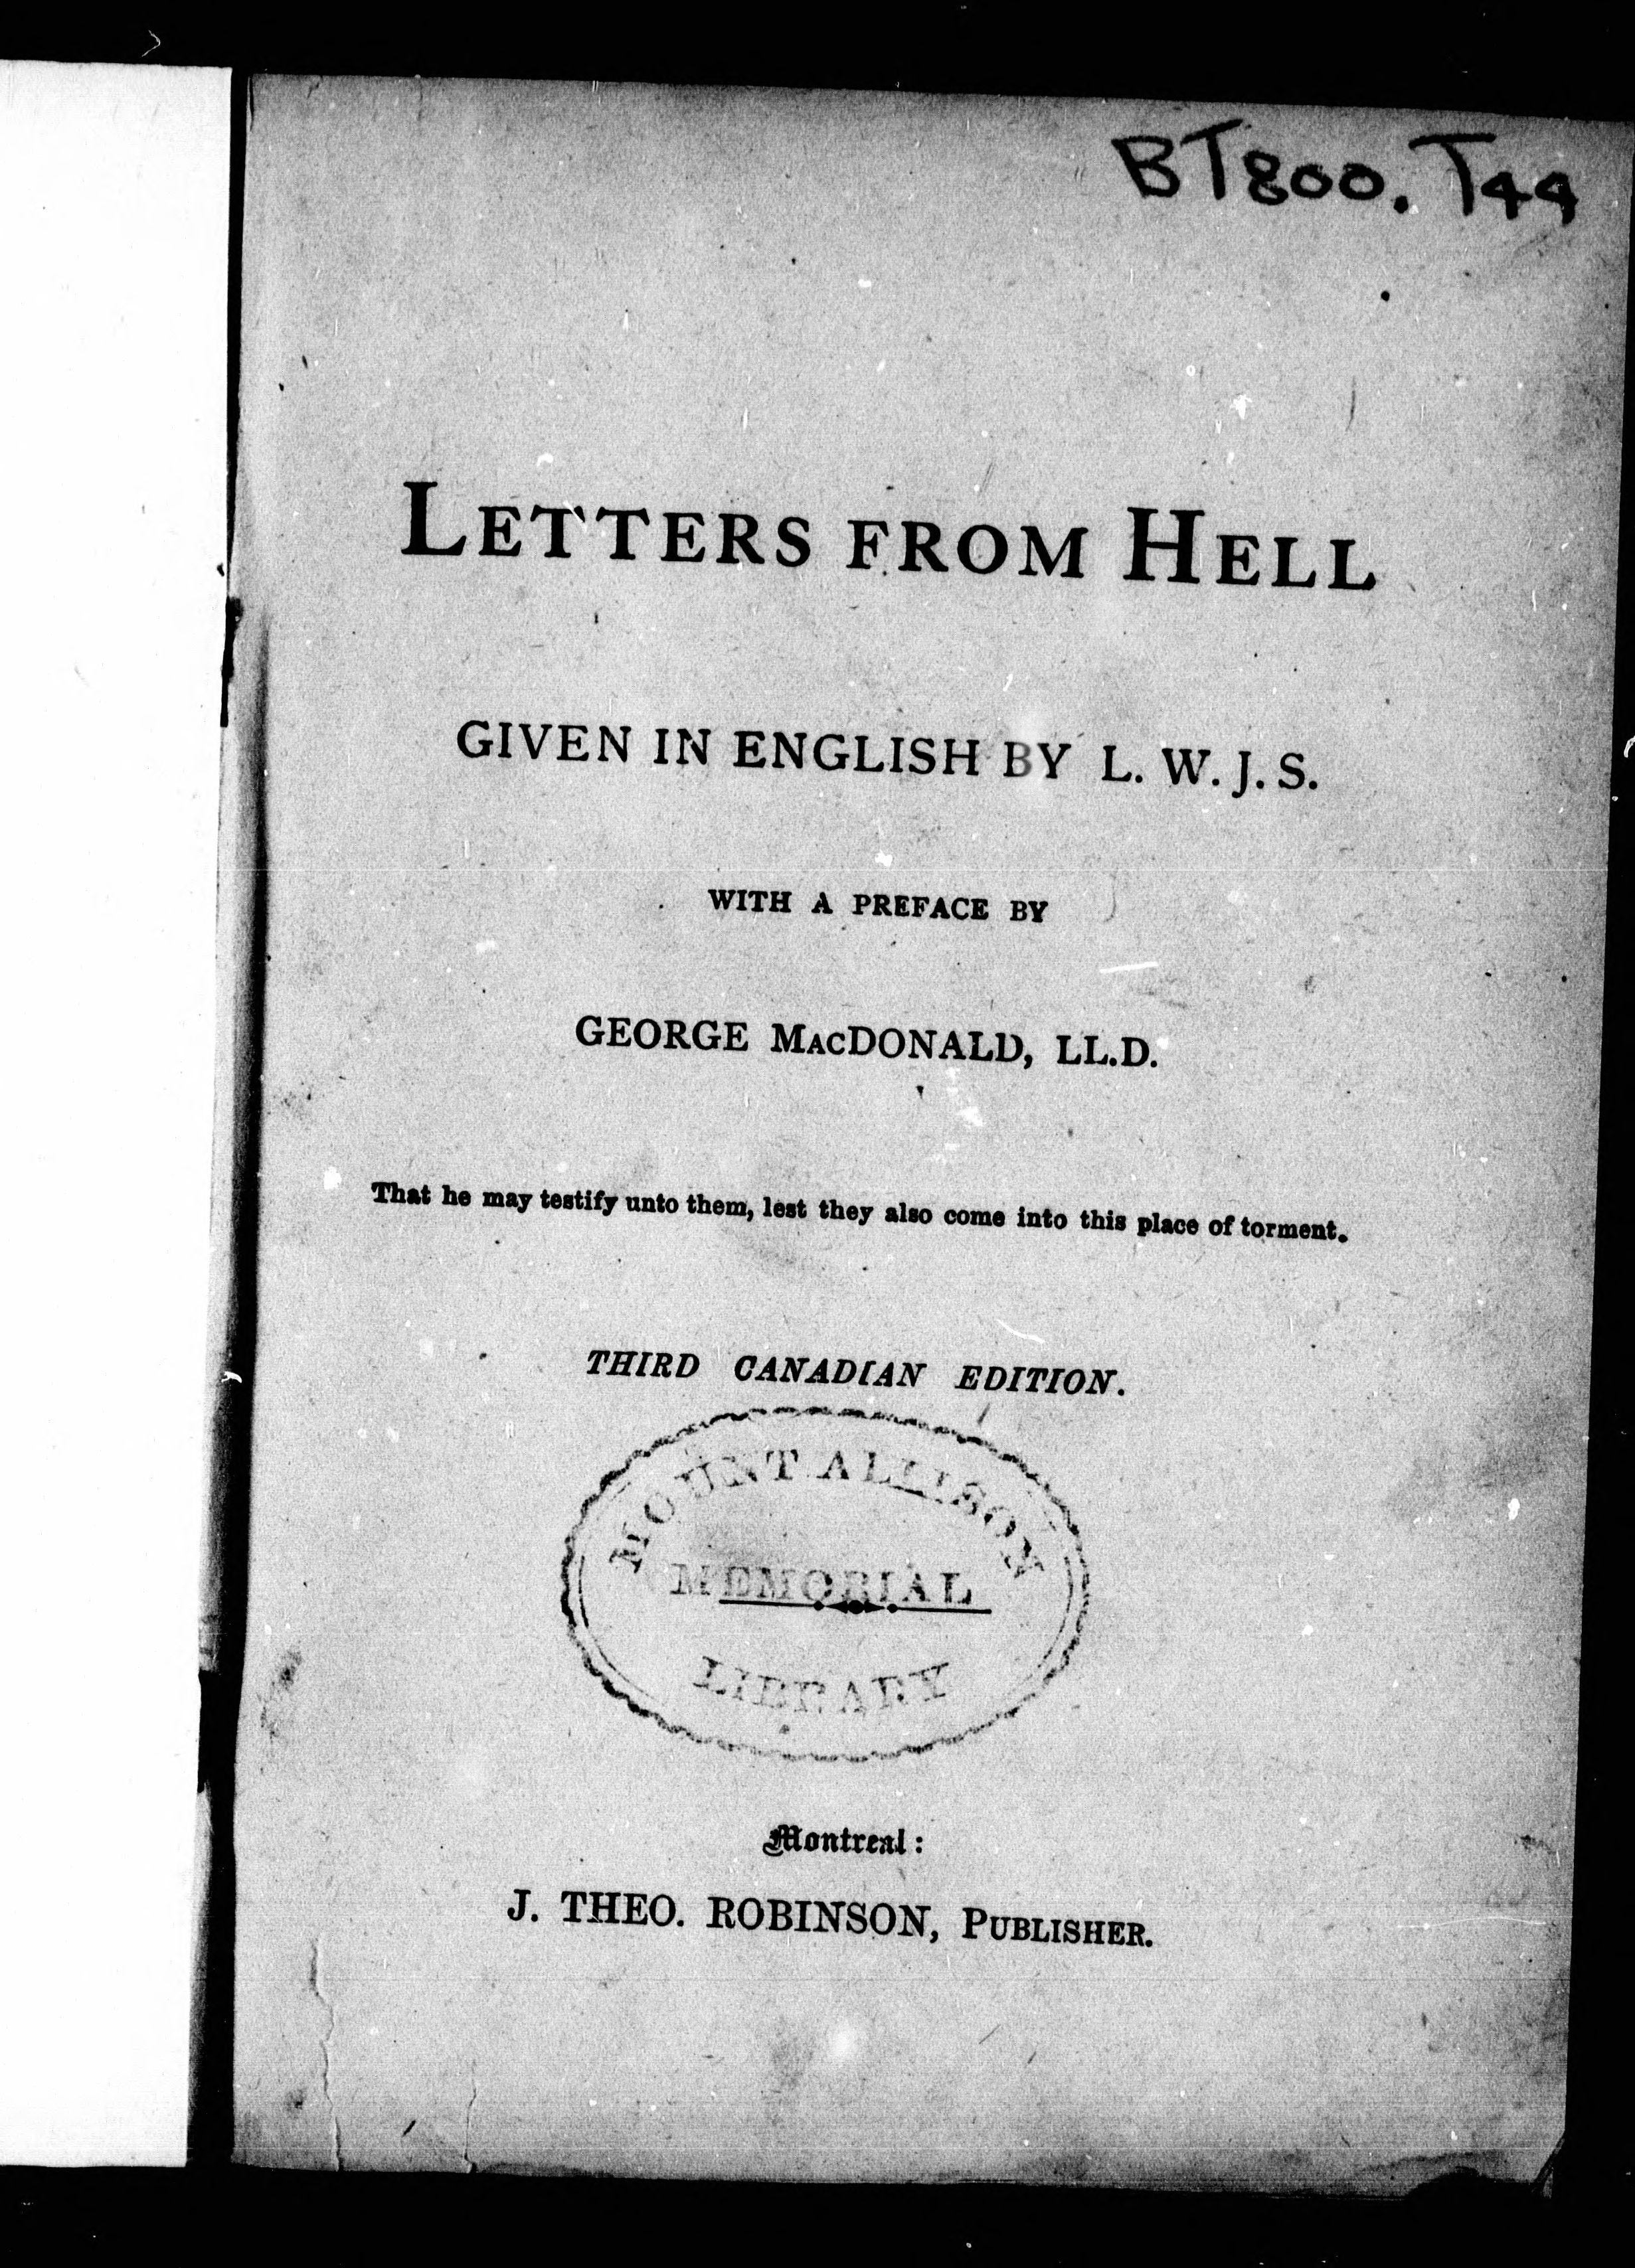 BT800.T44
LETTERS FROM HELL
GIVEN IN ENGLISH BY L. W. J. S.
WITH A PREFACE BY
GEORGE MACDONALD, LL.D.
That he may testify unto them, lest they also come into this place of torment.
THIRD CANADIAN EDITION.
MOUNT ALLISON
MEMORIAL
LIBRARY
Montreal:
J. THEO. ROBINSON, PUBLISHER.